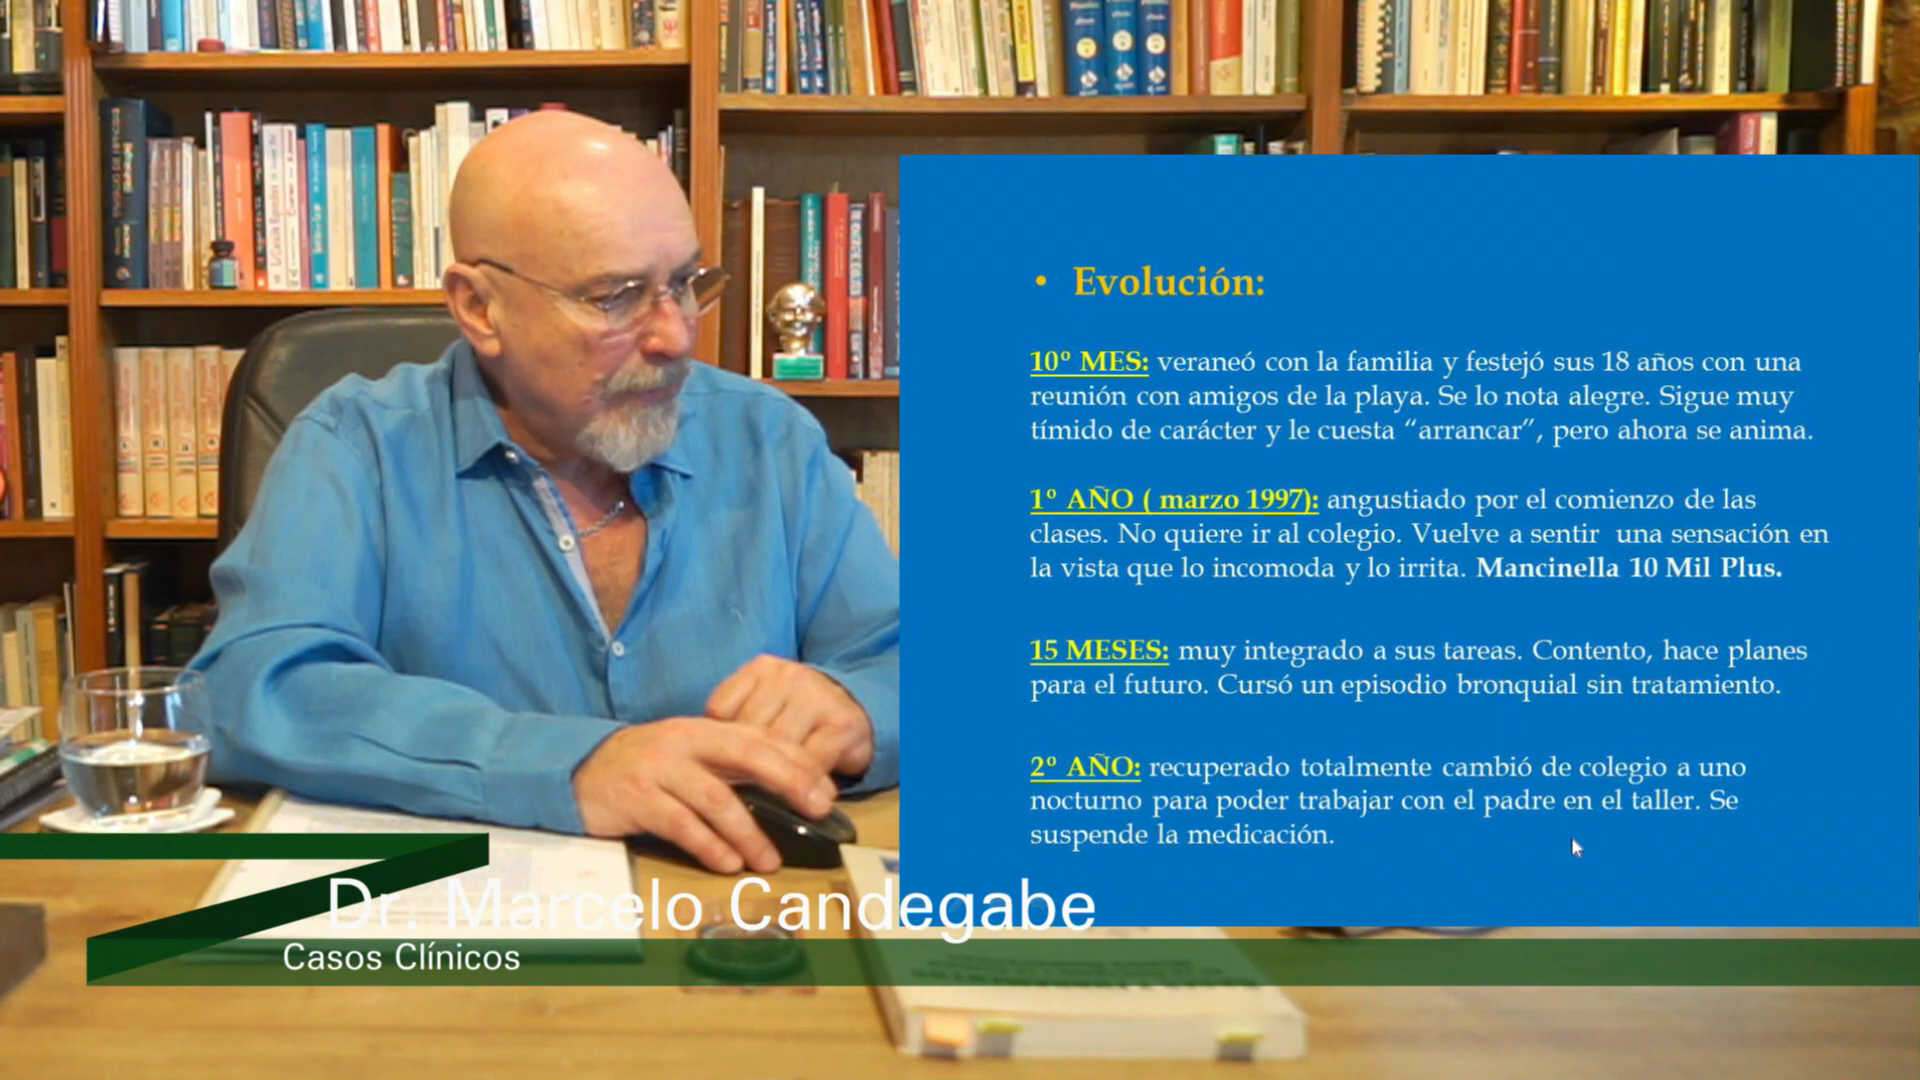 • Evolución:
10º MES: veraneó con la familia y festejó sus 18 años con una
reunión con amigos de la playa. Se lo nota alegre. Sigue muy
tímido de carácter y le cuesta “arrancar”, pero ahora se anima.
1º AÑO ( marzo 1997): angustiado por el comienzo de las
clases. No quiere ir al colegio. Vuelve a sentir una sensación en
la vista que lo incomoda y lo irrita. Mancinella 10 Mil Plus.
15 MESES: muy integrado a sus tareas. Contento, hace planes
para el futuro. Cursó un episodio bronquial sin tratamiento.
2º AÑO: recuperado totalmente cambió de colegio a uno
nocturno para poder trabajar con el padre en el taller. Se
suspende la medicación.
Dr. Marcelo Candegabe
Casos Clínicos